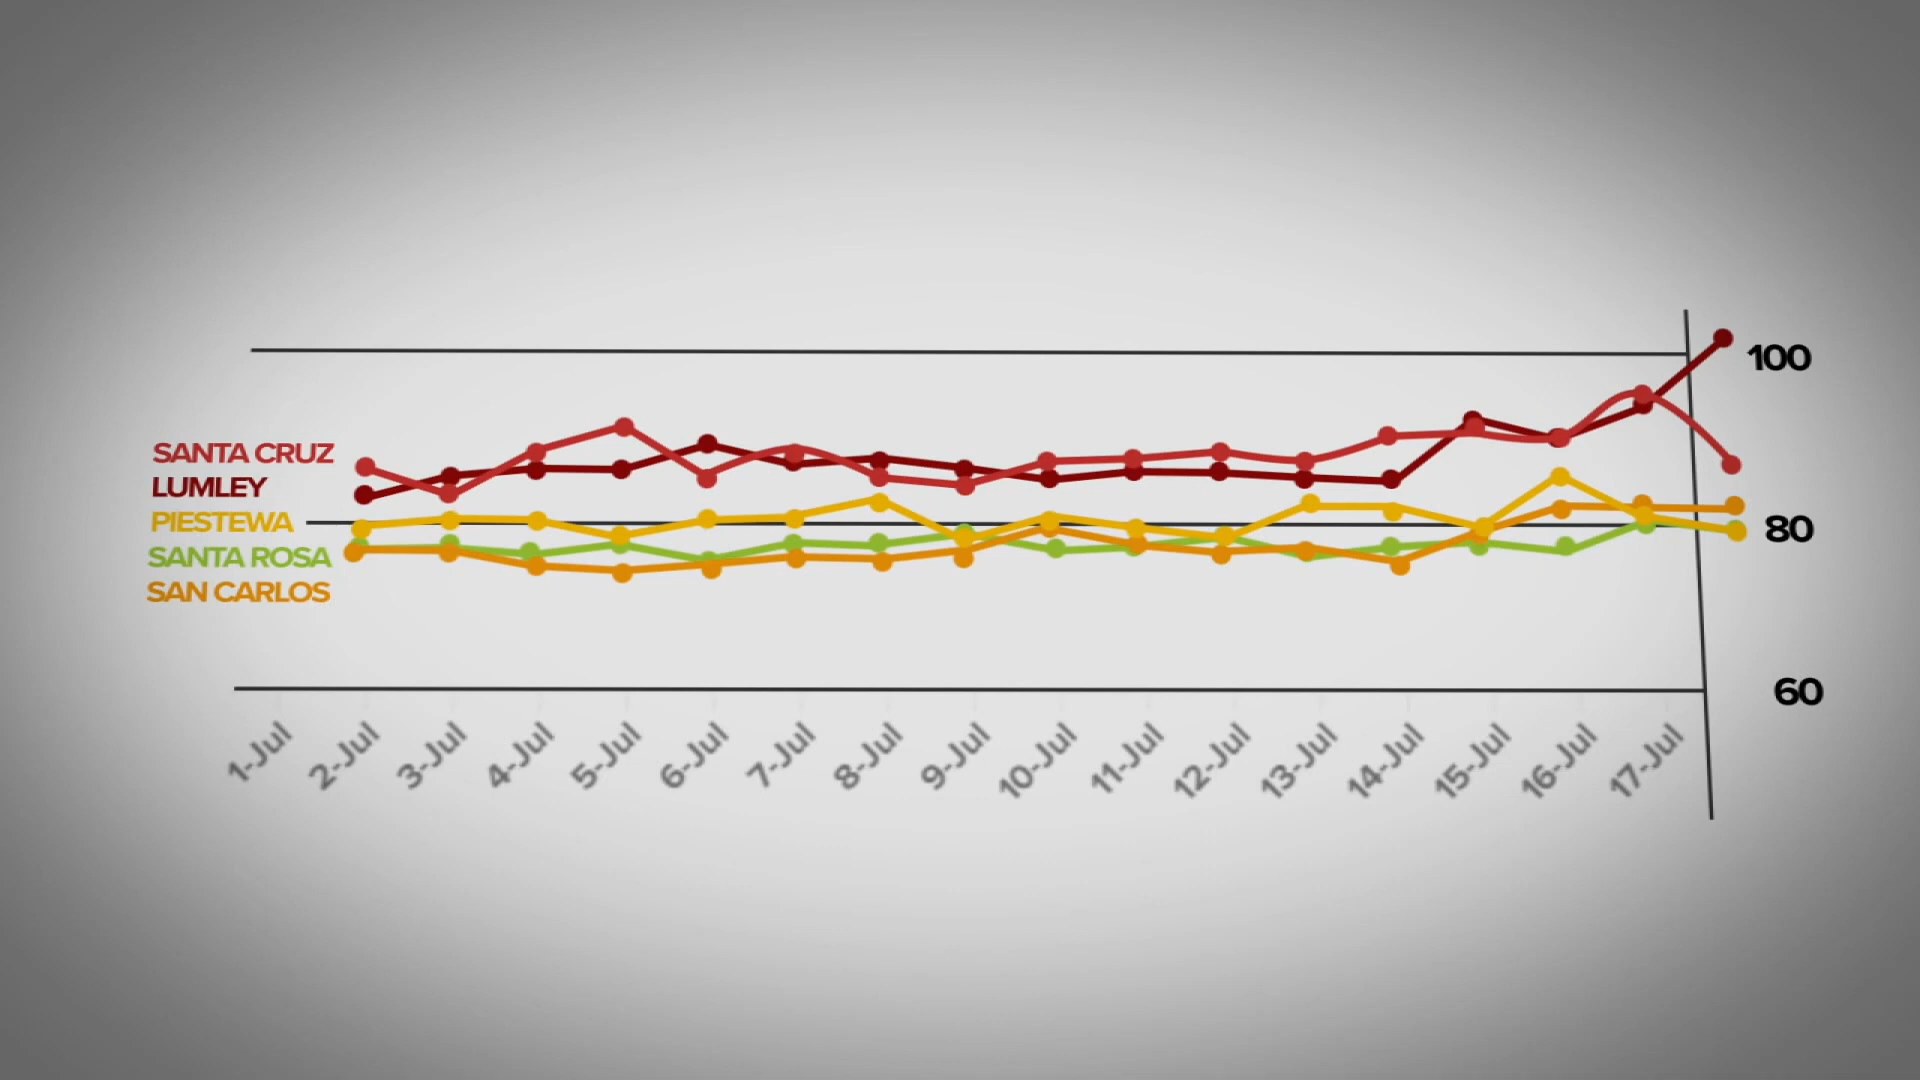 100
SANTA CRUZ
LUMLEY
PIESTEWA
80
SANTA ROSA
SAN CARLOS
60
1-Jul
2-Jul
3-Jul
4-Jul
5-Jul
6-Jul
7-Jul
8-Jul
9-Jul
10-Jul
11-Jul
12-Jul
13-Jul
14-Jul
15-Jul
16-Jul
17-Jul